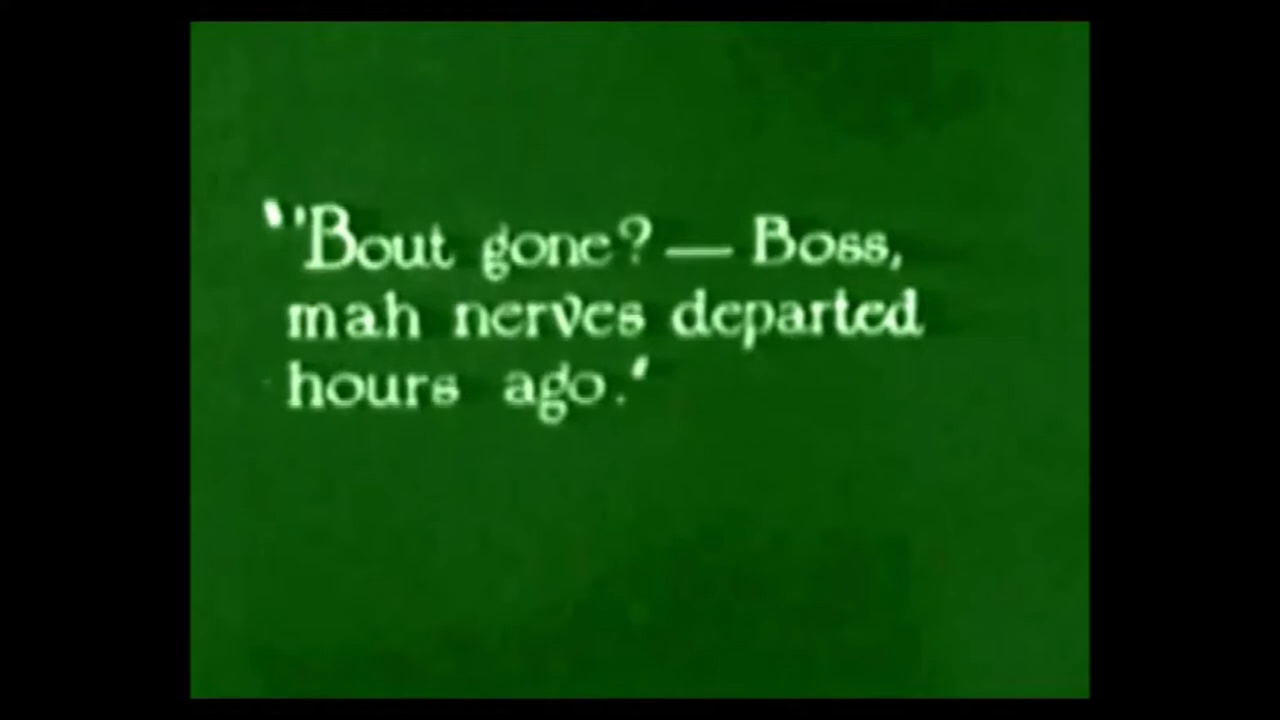 "'Bout gone? — Boss,
mah nerves departed
hours ago."